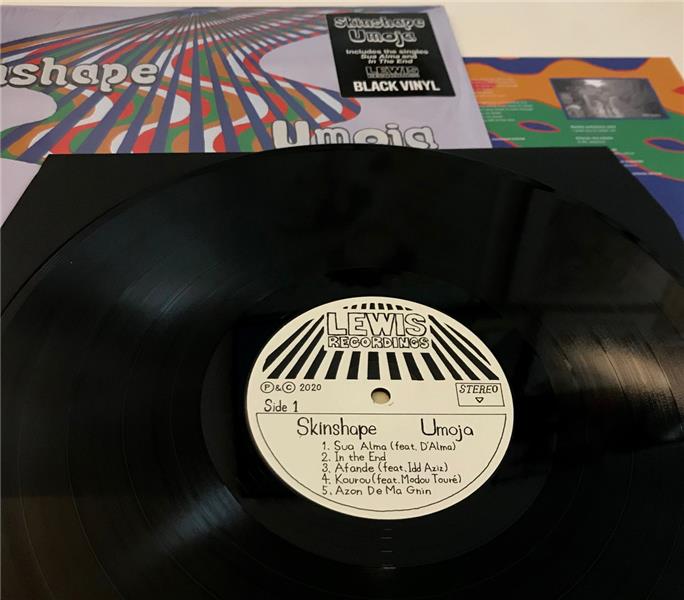 Skinshape
Umoja
Includes the singles
Sua Alma and
In The End
LEWIS
RECORDINGS
BLACK VINYL
nshape
Umoja
LEWIS
RECORDINGS
P & C 2020
STEREO
Side 1
Skinshape Umoja
1. Sua Alma (feat. D'Alma)
2. In the End
3. Afande (feat. Idd Aziz)
4. Kourou (feat. Modou Touré)
5. Azon De Ma Gnin